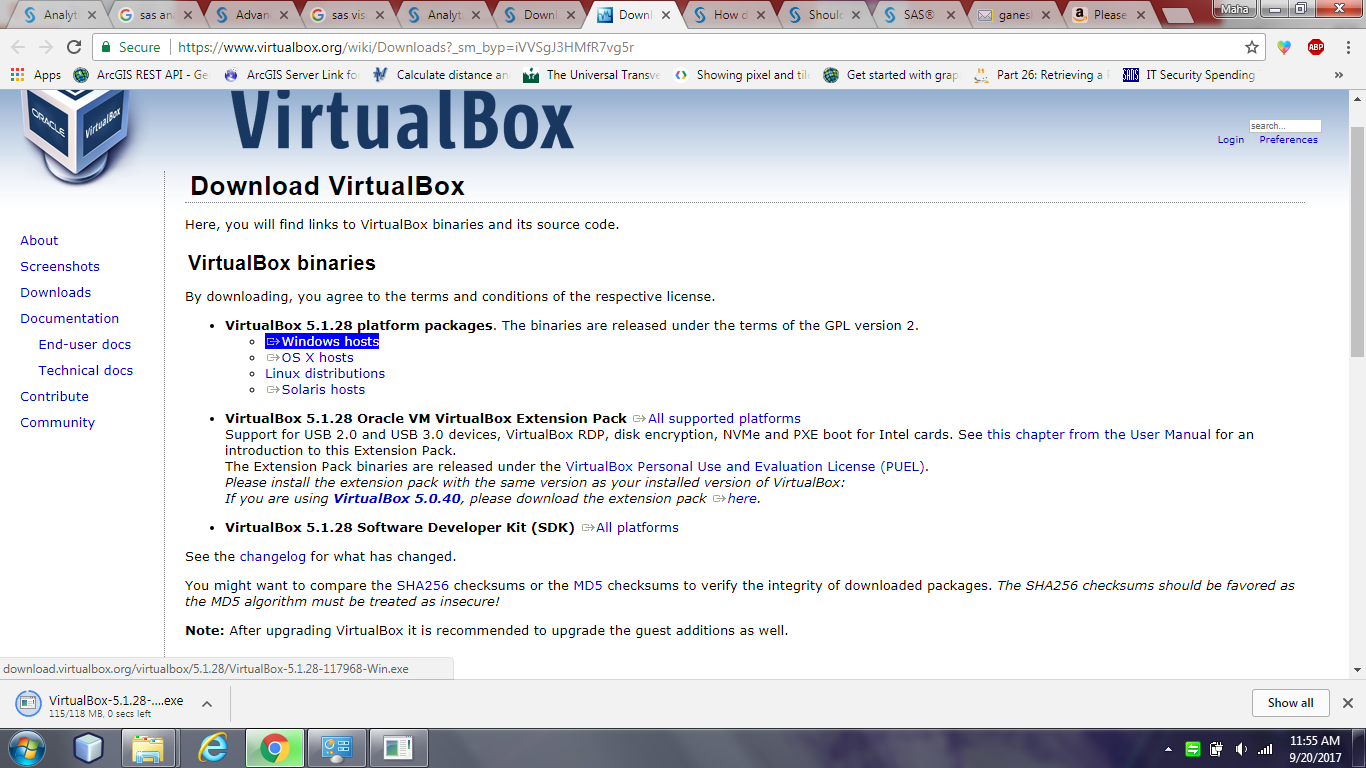 Analyti
sas ana
Advan
sas vis
Analyti
Downl
Downl
How d
Should
SAS®
ganesh
Please
Maha
Secure
https://www.virtualbox.org/wiki/Downloads?_sm_byp=iVVSgJ3HMfR7vg5r
ABP
Apps
ArcGIS REST API - Ge
ArcGIS Server Link fo
Calculate distance an
The Universal Transve
Showing pixel and tile
Get started with grap
Part 26: Retrieving a
SANS
IT Security Spending
ORACLE
VirtualBox
VirtualBox
search...
Login
Preferences
Download VirtualBox
Here, you will find links to VirtualBox binaries and its source code.
About
Screenshots
Downloads
Documentation
End-user docs
Technical docs
Contribute
Community
VirtualBox binaries
By downloading, you agree to the terms and conditions of the respective license.
VirtualBox 5.1.28 platform packages. The binaries are released under the terms of the GPL version 2.
Windows hosts
OS X hosts
Linux distributions
Solaris hosts
VirtualBox 5.1.28 Oracle VM VirtualBox Extension Pack All supported platforms
Support for USB 2.0 and USB 3.0 devices, VirtualBox RDP, disk encryption, NVMe and PXE boot for Intel cards. See this chapter from the User Manual for an
introduction to this Extension Pack.
The Extension Pack binaries are released under the VirtualBox Personal Use and Evaluation License (PUEL).
Please install the extension pack with the same version as your installed version of VirtualBox:
If you are using VirtualBox 5.0.40, please download the extension pack here.
VirtualBox 5.1.28 Software Developer Kit (SDK) All platforms
See the changelog for what has changed.
You might want to compare the SHA256 checksums or the MD5 checksums to verify the integrity of downloaded packages. The SHA256 checksums should be favored as
the MD5 algorithm must be treated as insecure!
Note: After upgrading VirtualBox it is recommended to upgrade the guest additions as well.
download.virtualbox.org/virtualbox/5.1.28/VirtualBox-5.1.28-117968-Win.exe
VirtualBox-5.1.28-....exe
115/118 MB, 0 secs left
Show all
11:55 AM
9/20/2017